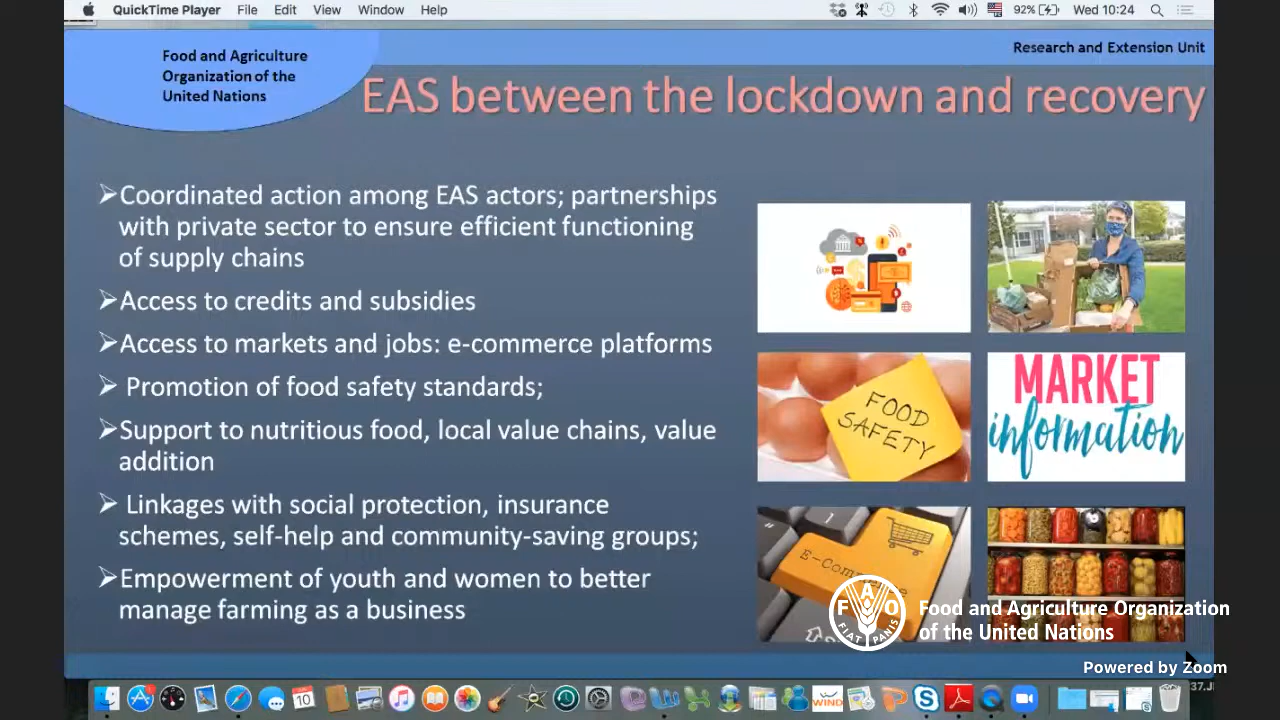 QuickTime Player File Edit View Window Help 92% Wed 10:24
Food and Agriculture
Organization of the
United Nations
Research and Extension Unit
EAS between the lockdown and recovery
➢Coordinated action among EAS actors; partnerships
with private sector to ensure efficient functioning
of supply chains
➢Access to credits and subsidies
➢Access to markets and jobs: e-commerce platforms
➢ Promotion of food safety standards;
➢Support to nutritious food, local value chains, value
addition
➢ Linkages with social protection, insurance
schemes, self-help and community-saving groups;
➢Empowerment of youth and women to better
manage farming as a business
FOOD
SAFETY
MARKET
information
FAO
FIAT PANIS
Food and Agriculture Organization
of the United Nations
Powered by Zoom
10
WIND